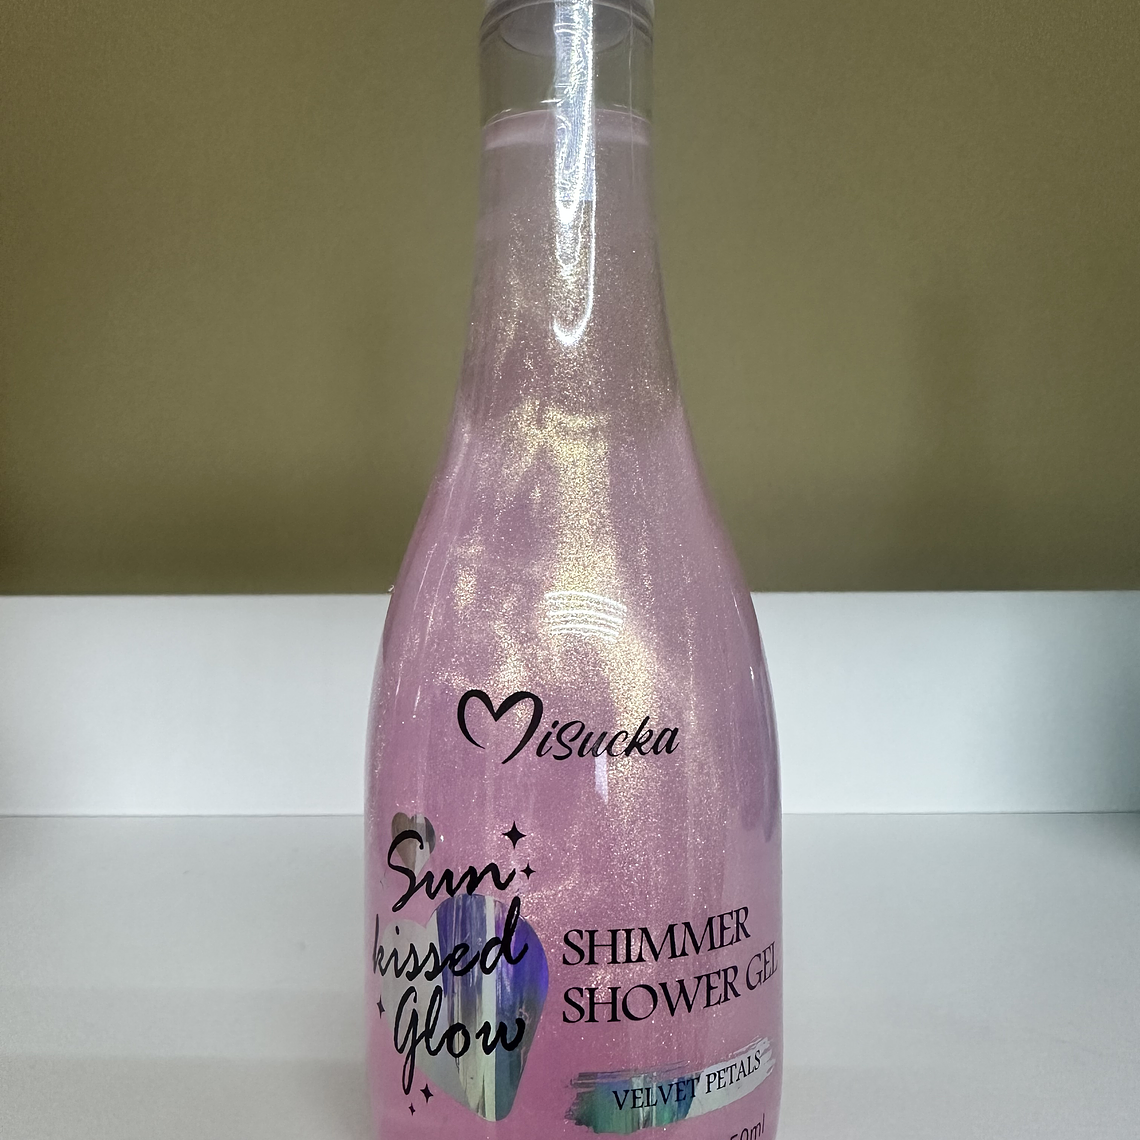 Misucka
Sun
kissed
Glow
SHIMMER
SHOWER GEL
VELVET PETALS